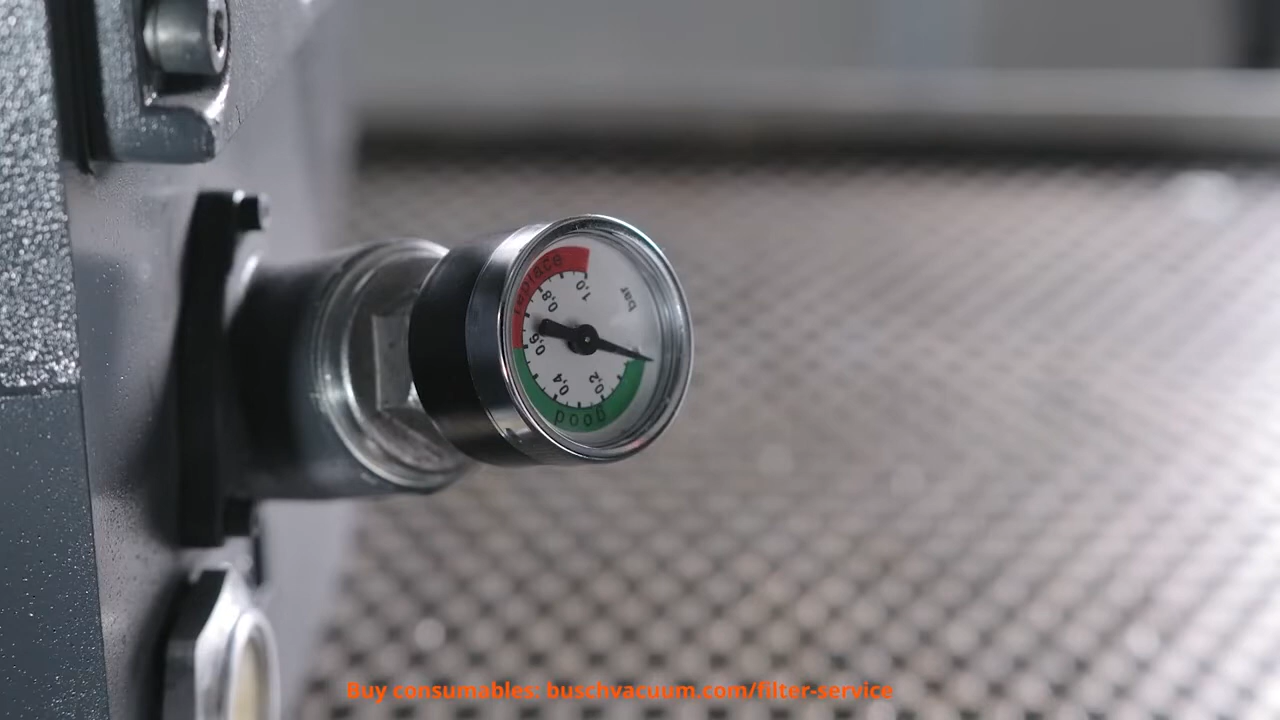 replace
1,0
bar
0,8
0,6
0,4
0,2
good
Buy consumables: buschvacuum.com/filter-service